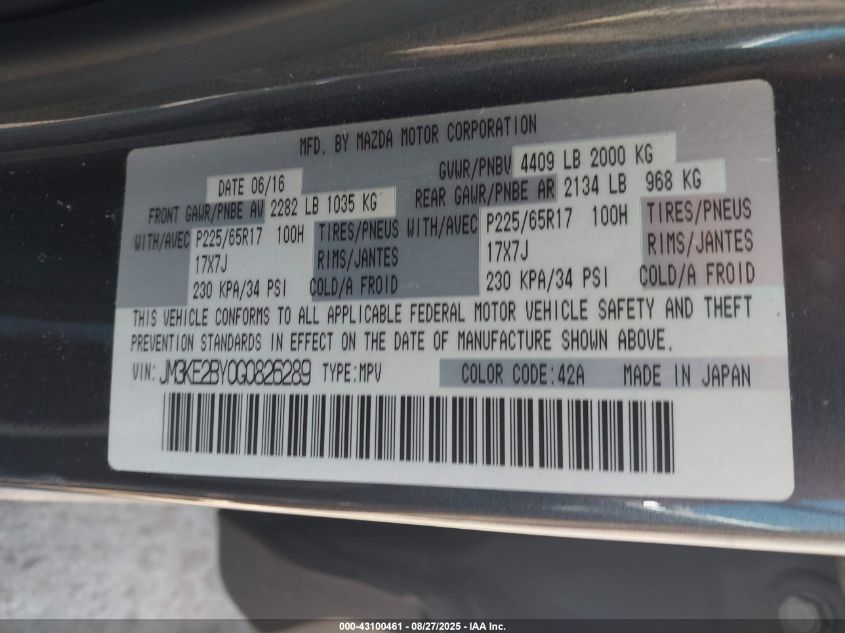 MFD. BY MAZDA MOTOR CORPORATION
DATE 06/16 GVWR/PNBV 4409 LB 2000 KG
FRONT GAWR/PNBE AV 2282 LB 1035 KG REAR GAWR/PNBE AR 2134 LB 968 KG
WITH/AVEC P225/65R17 100H TIRES/PNEUS WITH/AVEC P225/65R17 100H TIRES/PNEUS
17X7J RIMS/JANTES 17X7J RIMS/JANTES
230 KPA/34 PSI COLD/A FROID 230 KPA/34 PSI COLD/A FROID
THIS VEHICLE CONFORMS TO ALL APPLICABLE FEDERAL MOTOR VEHICLE SAFETY AND THEFT
PREVENTION STANDARDS IN EFFECT ON THE DATE OF MANUFACTURE SHOWN ABOVE.
VIN: JM3KE2BY0G0826289 TYPE:MPV COLOR CODE:42A MADE IN JAPAN
000-43100461 - 08/27/2025 - IAA Inc.